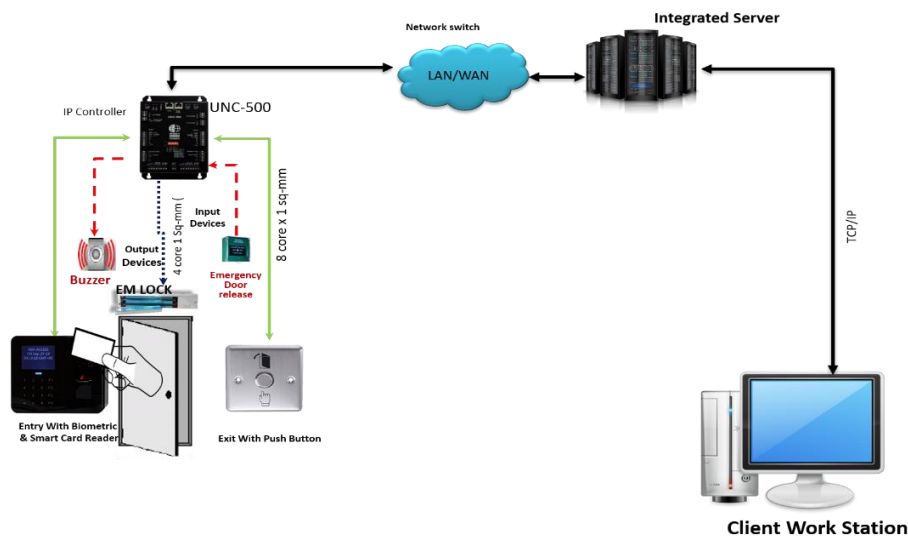 Integrated Server
Network switch
LAN/WAN
IP Controller
UNC-500
4 core 1 Sq-mm (
Input
Devices
8 core x 1 sq-mm
TCP/IP
Output
Devices
Buzzer
Emergency
Door
release
EM LOCK
Entry With Biometric
& Smart Card Reader
Exit With Push Button
Client Work Station